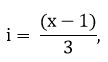 i = (x − 1) / 3,